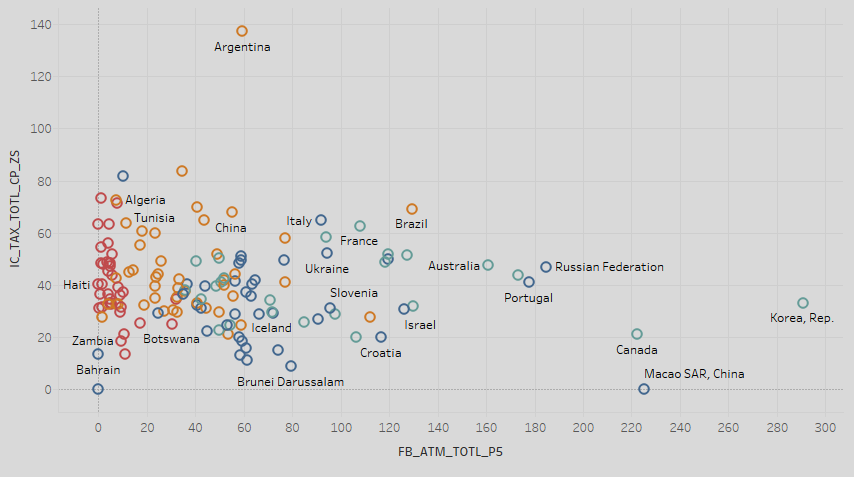 140
Argentina
120
100
80
Algeria
Tunisia
China
Italy
Brazil
60
France
Ukraine
Australia
Russian Federation
40
Haiti
Portugal
Slovenia
Korea, Rep.
Israel
Iceland
Botswana
Zambia
20
Croatia
Canada
Bahrain
Brunei Darussalam
Macao SAR, China
0
IC_TAX_TOTL_CP_ZS
0 20 40 60 80 100 120 140 160 180 200 220 240 260 280 300
FB_ATM_TOTL_P5